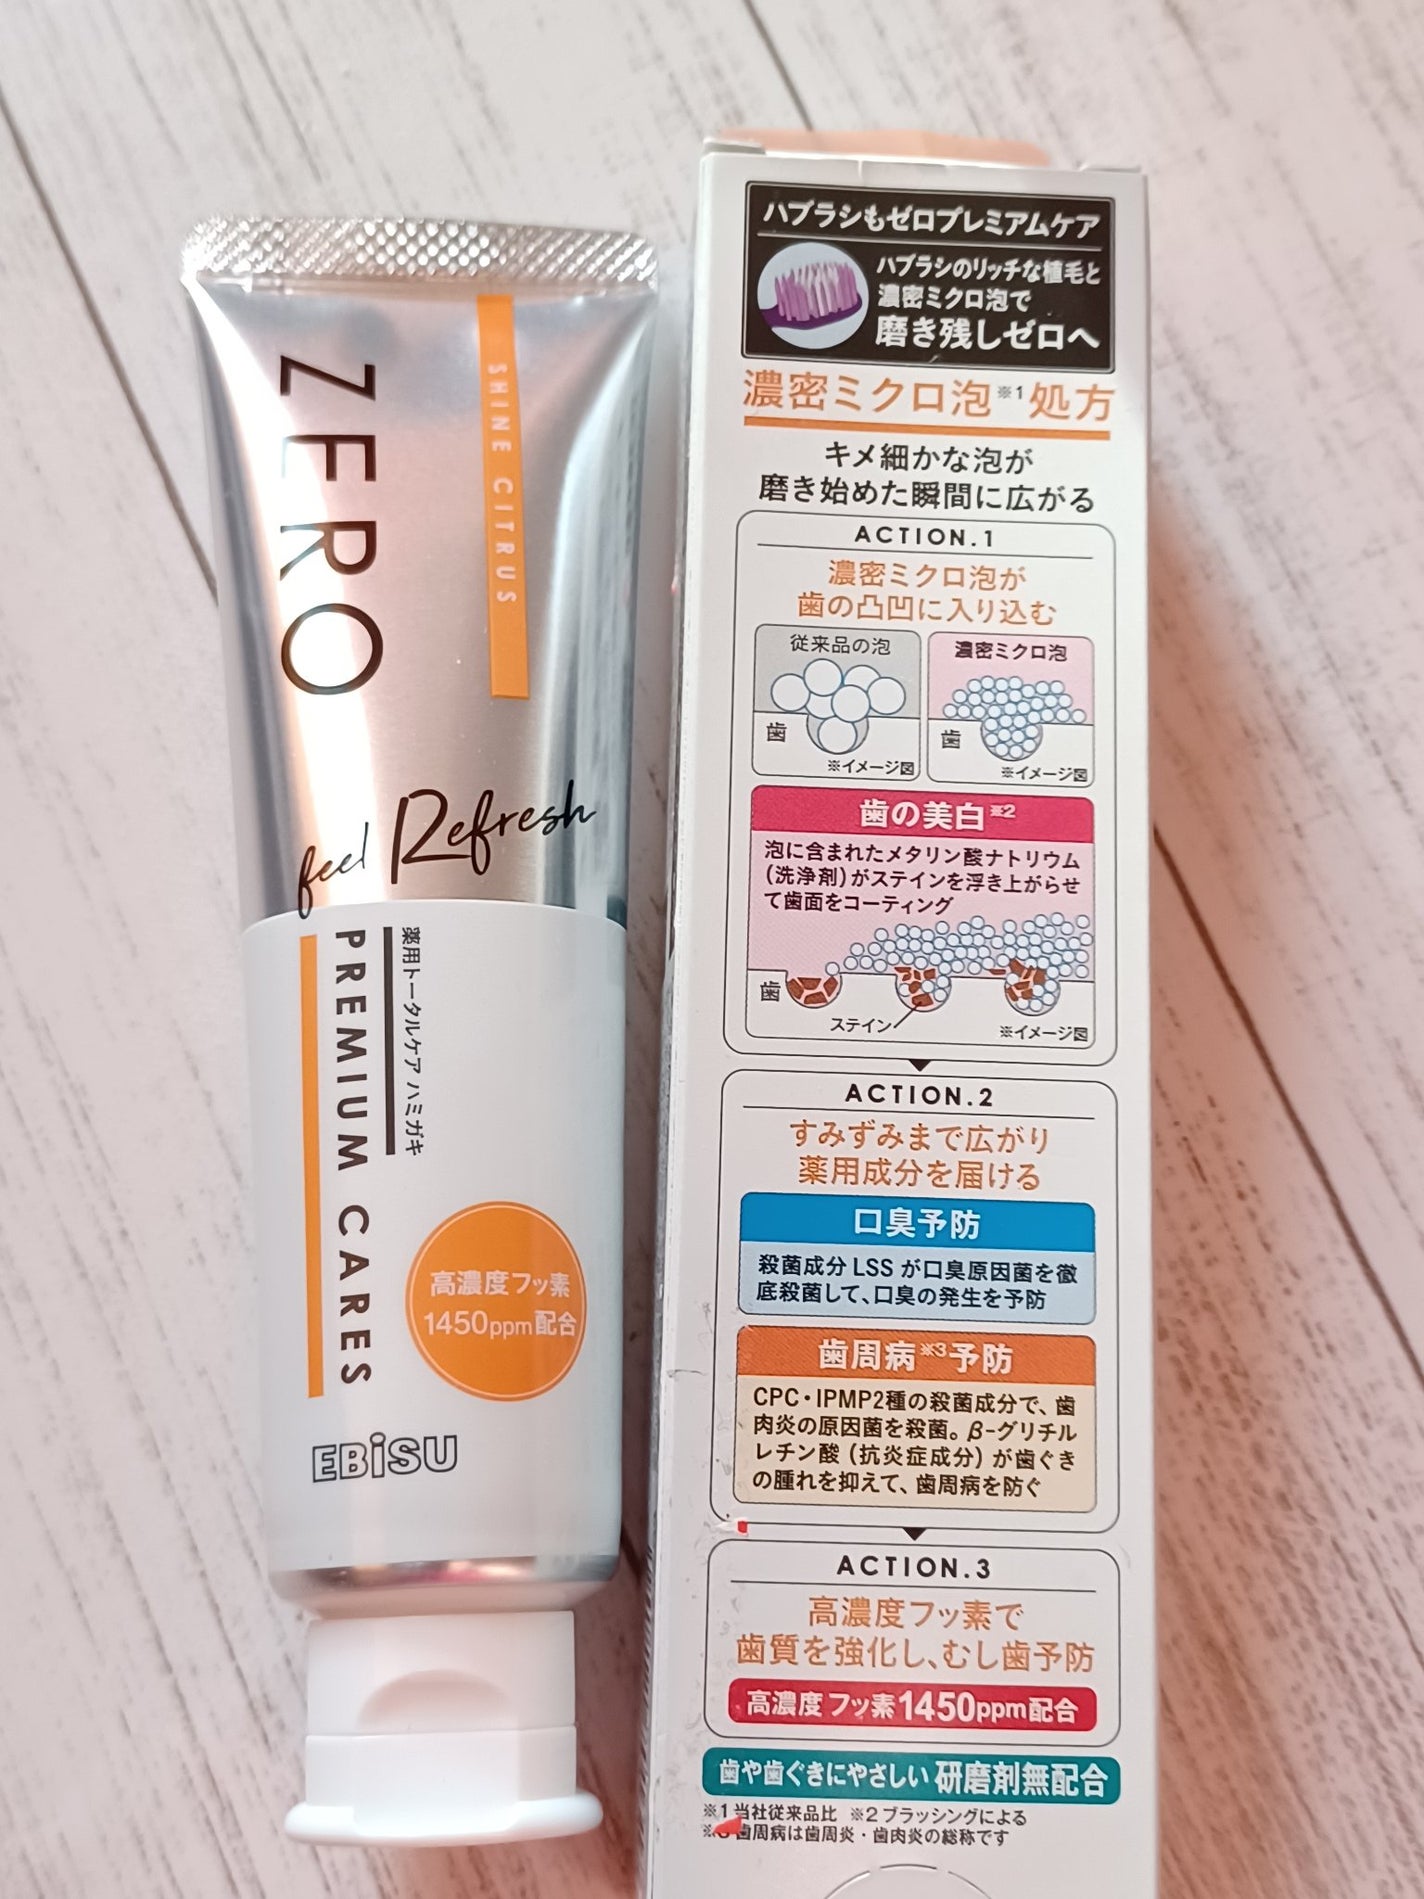 ZERO
SHINE CITRUS
feel Refresh
PREMIUM CARES
薬用トータルケア ハミガキ
高濃度フッ素
1450ppm配合
EBiSU
ハブラシもゼロプレミアムケア
ハブラシのリッチな植毛と
濃密ミクロ泡で
磨き残しゼロへ
濃密ミクロ泡※1処方
キメ細かな泡が
磨き始めた瞬間に広がる
ACTION.1
濃密ミクロ泡が
歯の凸凹に入り込む
従来品の泡
歯
※イメージ図
濃密ミクロ泡
歯
※イメージ図
歯の美白※2
泡に含まれたメタリン酸ナトリウム
(洗浄剤)がステインを浮き上がらせ
て歯面をコーティング
歯
ステイン
※イメージ図
ACTION.2
すみずみまで広がり
薬用成分を届ける
口臭予防
殺菌成分LSSが口臭原因菌を徹
底殺菌して、口臭の発生を予防
歯周病※3予防
CPC・IPMP2種の殺菌成分で、歯
肉炎の原因菌を殺菌。β-グリチル
レチン酸(抗炎症成分)が歯ぐき
の腫れを抑えて、歯周病を防ぐ
ACTION.3
高濃度フッ素で
歯質を強化し、むし歯予防
高濃度フッ素1450ppm配合
歯や歯ぐきにやさしい 研磨剤無配合
※1 当社従来品比 ※2 ブラッシングによる
※3 歯周病は歯周炎・歯肉炎の総称です